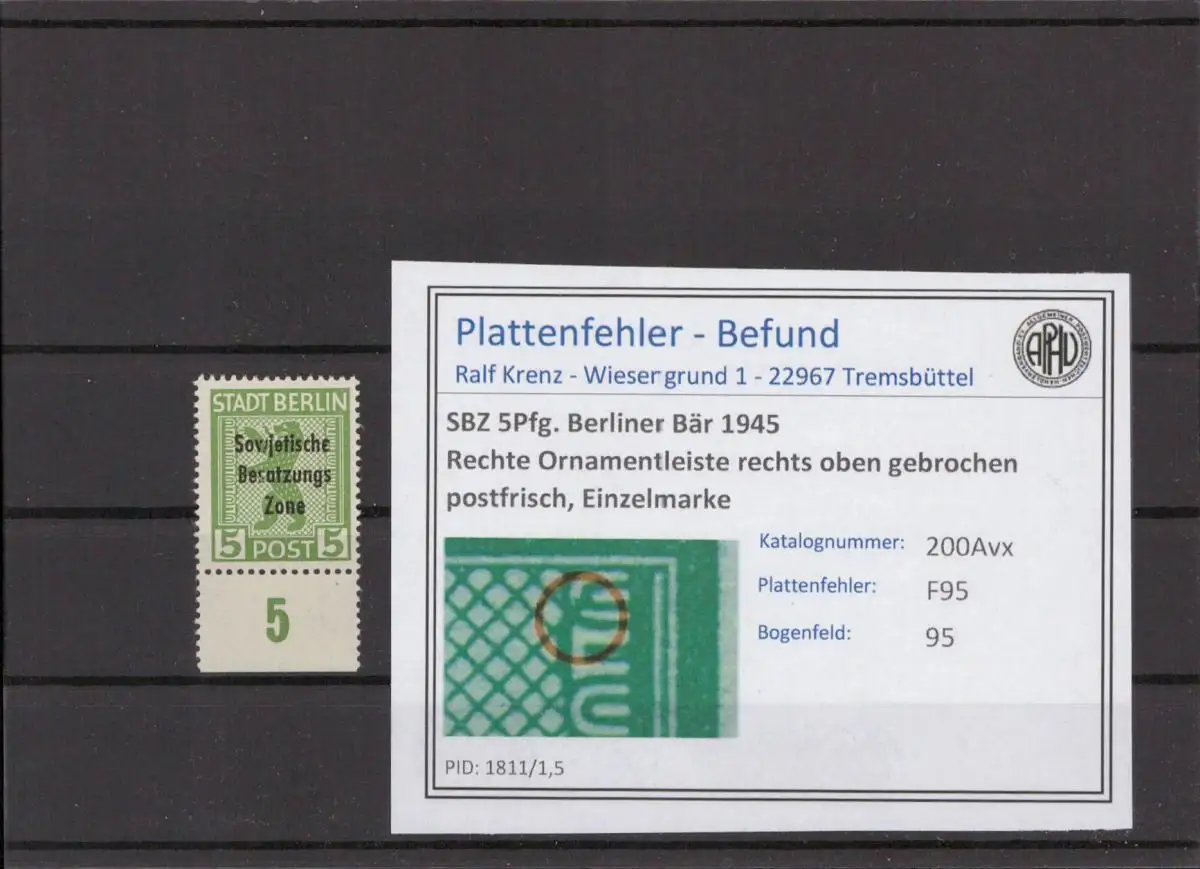 STADT BERLIN
Sowjetische
Besatzungs
Zone
5 POST 5
5
Plattenfehler - Befund
Ralf Krenz - Wiesergrund 1 - 22967 Tremsbüttel
APHV
SBZ 5Pfg. Berliner Bär 1945
Rechte Ornamentleiste rechts oben gebrochen
postfrisch, Einzelmarke
Katalognummer: 200Avx
Plattenfehler: F95
Bogenfeld: 95
PID: 1811/1,5